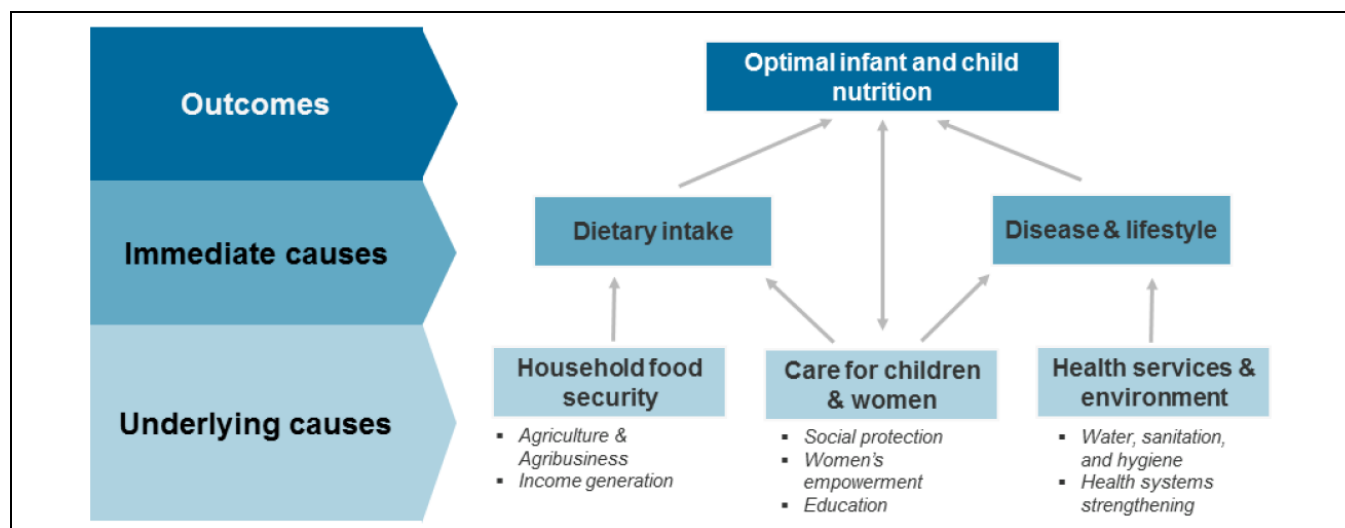 Outcomes
Optimal infant and child
nutrition
Immediate causes
Dietary intake
Disease & lifestyle
Underlying causes
Household food
security
▪ Agriculture &
Agribusiness
▪ Income generation
Care for children
& women
▪ Social protection
▪ Women's
empowerment
▪ Education
Health services &
environment
▪ Water, sanitation,
and hygiene
▪ Health systems
strengthening